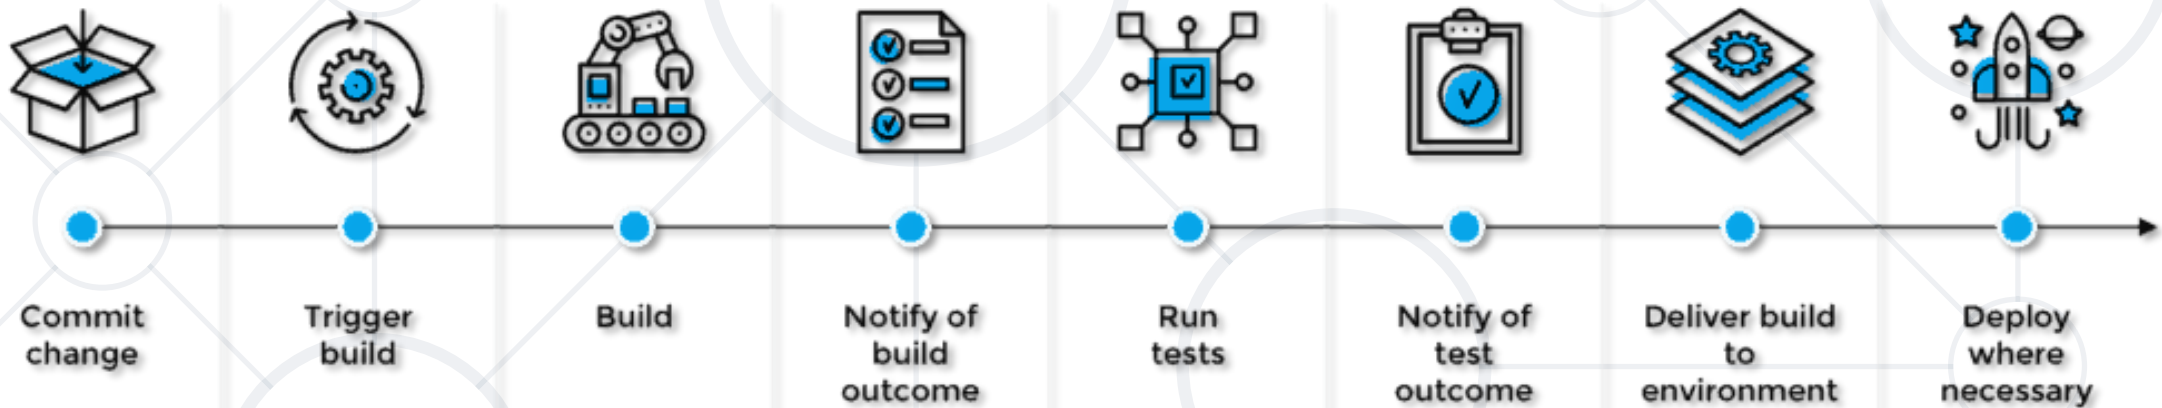 Commit
change
Trigger
build
Build
Notify of
build
outcome
Run
tests
Notify of
test
outcome
Deliver build
to
environment
Deploy
where
necessary